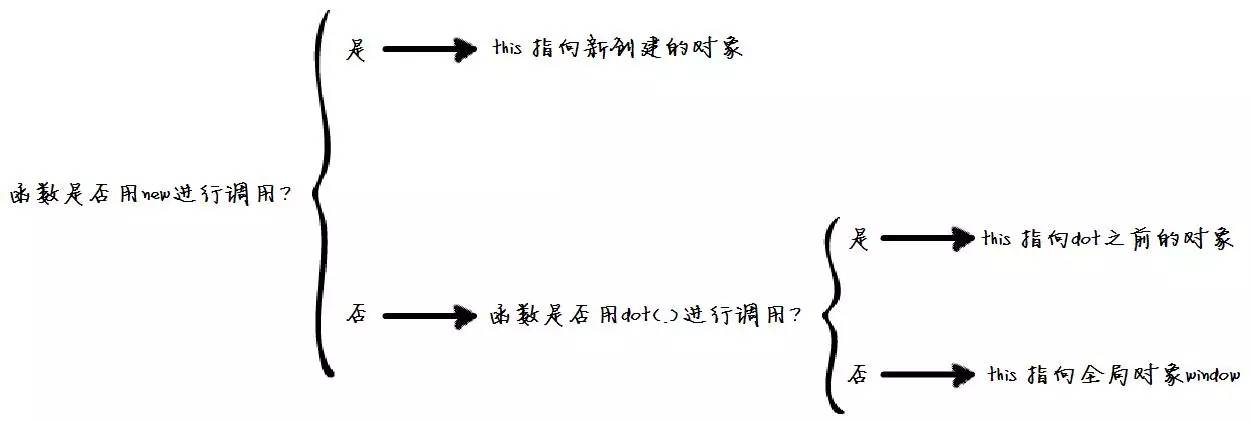 是
this 指向新创建的对象
函数是否用new进行调用?
是
this 指向dot之前的对象
否
函数是否用dot(.)进行调用?
否
this 指向全局对象window